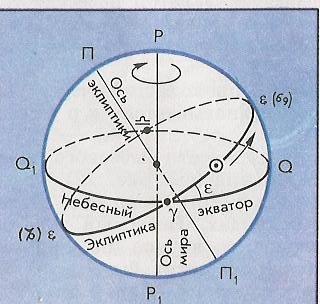 П
P
Ось
эклиптики
♎
ε (♋)
Q₁
Q
ε
Небесный
γ
экватор
(♑) ε
Эклиптика
Ось
мира
P₁
П₁